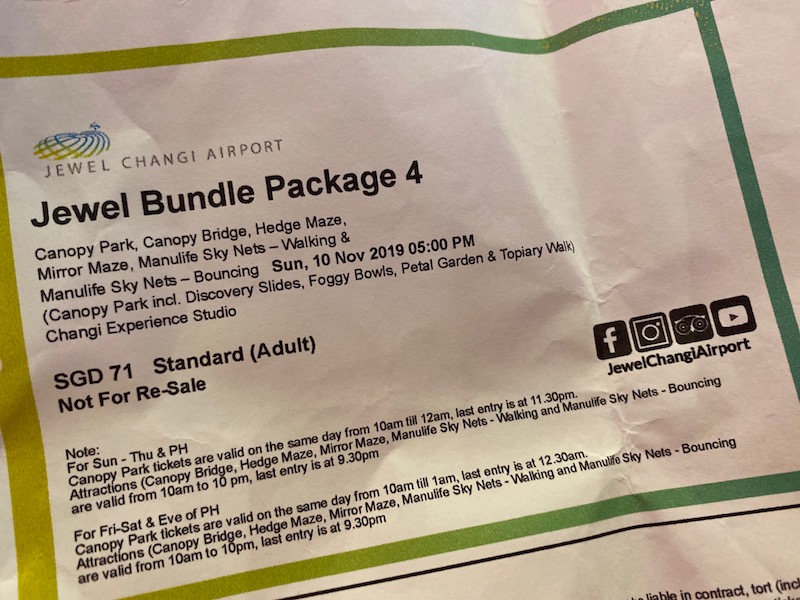 JEWEL CHANGI AIRPORT
Jewel Bundle Package 4
Canopy Park, Canopy Bridge, Hedge Maze,
Mirror Maze, Manulife Sky Nets – Walking &
Manulife Sky Nets – Bouncing Sun, 10 Nov 2019 05:00 PM
(Canopy Park incl. Discovery Slides, Foggy Bowls, Petal Garden & Topiary Walk)
Changi Experience Studio
SGD 71 Standard (Adult)
Not For Re-Sale
JewelChangiAirport
Note:
For Sun - Thu & PH
Canopy Park tickets are valid on the same day from 10am till 12am, last entry is at 11.30pm.
Attractions (Canopy Bridge, Hedge Maze, Mirror Maze, Manulife Sky Nets - Walking and Manulife Sky Nets - Bouncing
are valid from 10am to 10 pm, last entry is at 9.30pm
For Fri-Sat & Eve of PH
Canopy Park tickets are valid on the same day from 10am till 1am, last entry is at 12.30am.
Attractions (Canopy Bridge, Hedge Maze, Mirror Maze, Manulife Sky Nets - Walking and Manulife Sky Nets - Bouncing
are valid from 10am to 10pm, last entry is at 9.30pm
liable in contract, tort (incl